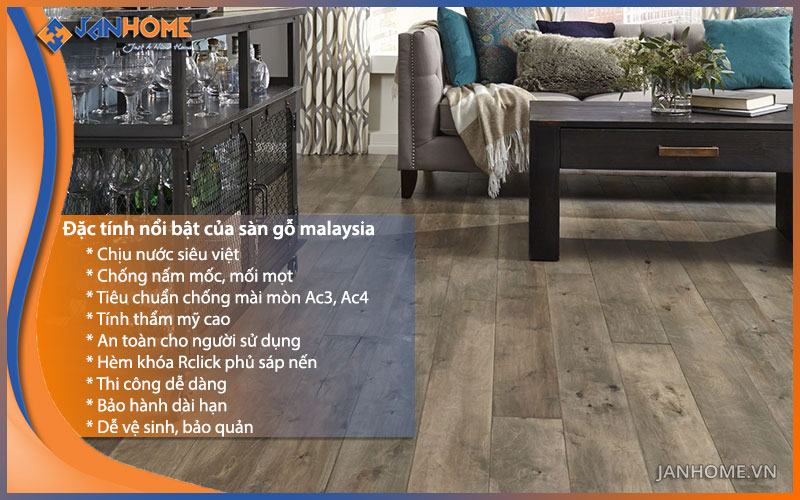 JANHOME
Just A New Home
Đặc tính nổi bật của sàn gỗ malaysia
* Chịu nước siêu việt
* Chống nấm mốc, mối mọt
* Tiêu chuẩn chống mài mòn Ac3, Ac4
* Tính thẩm mỹ cao
* An toàn cho người sử dụng
* Hèm khóa Rclick phủ sáp nến
* Thi công dễ dàng
* Bảo hành dài hạn
* Dễ vệ sinh, bảo quản
JANHOME.VN